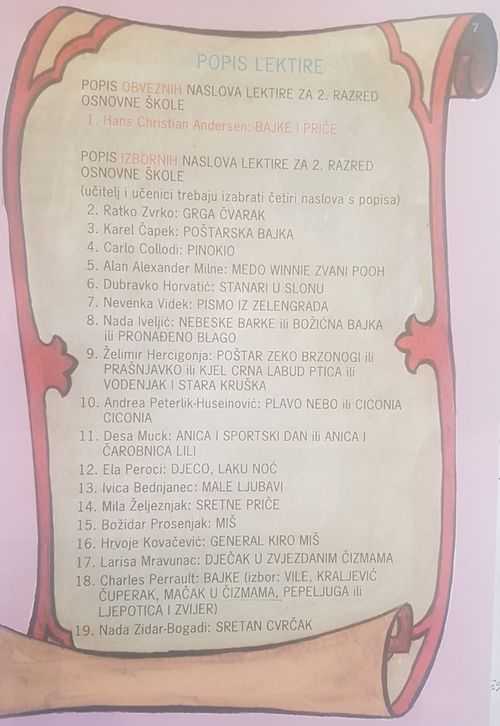 7
POPIS LEKTIRE
POPIS OBVEZNIH NASLOVA LEKTIRE ZA 2. RAZRED
OSNOVNE ŠKOLE
1. Hans Christian Andersen: BAJKE I PRIČE
POPIS IZBORNIH NASLOVA LEKTIRE ZA 2. RAZRED
OSNOVNE ŠKOLE
(učitelj i učenici trebaju izabrati četiri naslova s popisa)
2. Ratko Zvrko: GRGA ČVARAK
3. Karel Čapek: POŠTARSKA BAJKA
4. Carlo Collodi: PINOKIO
5. Alan Alexander Milne: MEDO WINNIE ZVANI POOH
6. Dubravko Horvatić: STANARI U SLONU
7. Nevenka Videk: PISMO IZ ZELENGRADA
8. Nada Iveljić: NEBESKE BARKE ili BOŽIĆNA BAJKA
ili PRONAĐENO BLAGO
9. Želimir Hercigonja: POŠTAR ZEKO BRZONOGI ili
PRAŠNJAVKO ili KJEL CRNA LABUD PTICA ili
VODENJAK I STARA KRUŠKA
10. Andrea Peterlik-Huseinović: PLAVO NEBO ili CICONIA
CICONIA
11. Desa Muck: ANICA I SPORTSKI DAN ili ANICA I
ČAROBNICA LILI
12. Ela Peroci: DJECO, LAKU NOĆ
13. Ivica Bednjanec: MALE LJUBAVI
14. Mila Željeznjak: SRETNE PRIČE
15. Božidar Prosenjak: MIŠ
16. Hrvoje Kovačević: GENERAL KIRO MIŠ
17. Larisa Mravunac: DJEČAK U ZVJEZDANIM ČIZMAMA
18. Charles Perrault: BAJKE (izbor: VILE, KRALJEVIĆ
ČUPERAK, MAČAK U ČIZMAMA, PEPELJUGA ili
LJEPOTICA I ZVIJER)
19. Nada Zidar-Bogadi: SRETAN CVRČAK